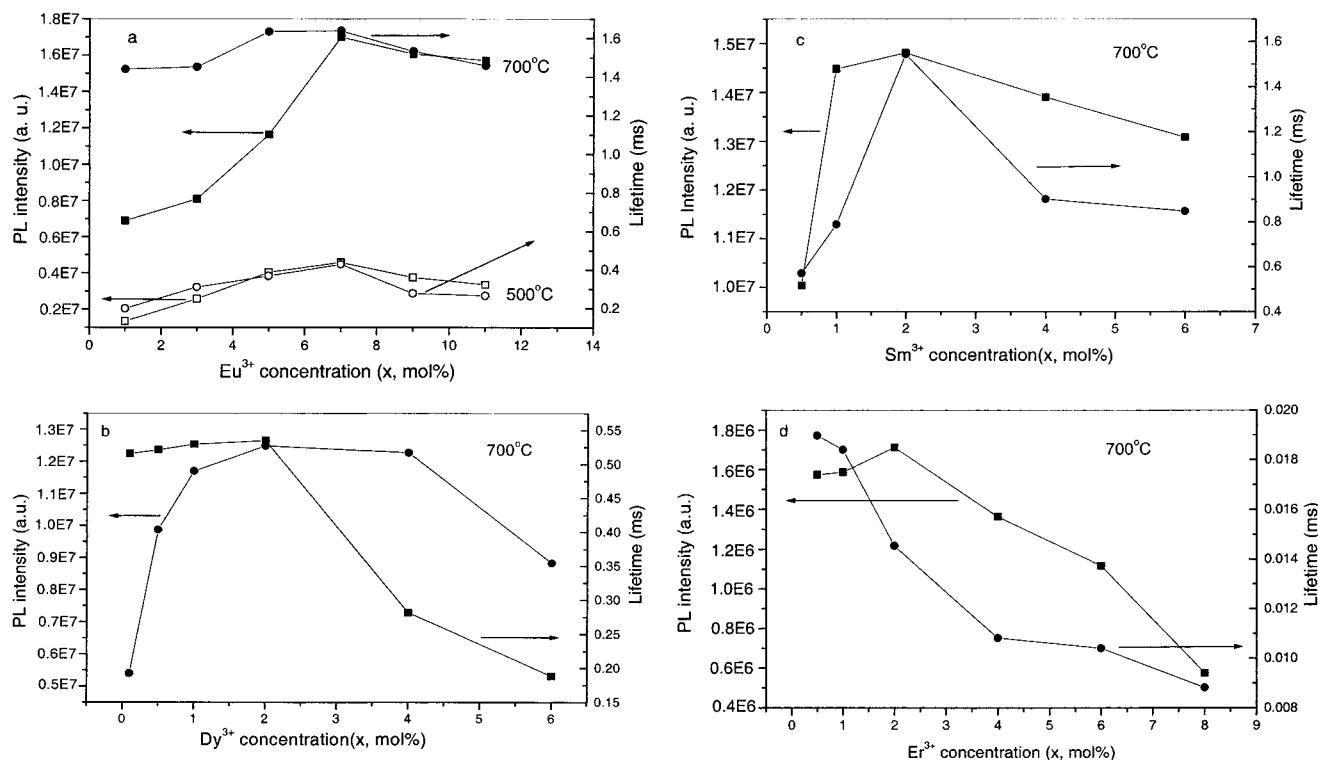 a
1.8E7
1.6E7
1.4E7
1.2E7
1.0E7
0.8E7
0.6E7
0.4E7
0.2E7
PL intensity (a. u.)
700°C
500°C
1.6
1.4
1.2
1.0
0.8
0.6
0.4
0.2
Lifetime (ms)
0 2 4 6 8 10 12 14
Eu³⁺ concentration (x, mol%)
c
1.5E7
1.4E7
1.3E7
1.2E7
1.1E7
1.0E7
PL Intensity (a. u.)
700°C
1.6
1.4
1.2
1.0
0.8
0.6
0.4
Lifetime (ms)
0 1 2 3 4 5 6 7
Sm³⁺ concentration(x, mol%)
b
1.3E7
1.2E7
1.1E7
1.0E7
0.9E7
0.8E7
0.7E7
0.6E7
0.5E7
PL intensity (a.u.)
700°C
0.55
0.50
0.45
0.40
0.35
0.30
0.25
0.20
0.15
Lifetime (ms)
0 1 2 3 4 5 6
Dy³⁺ concentration(x, mol%)
d
1.8E6
1.6E6
1.4E6
1.2E6
1.0E6
0.8E6
0.6E6
0.4E6
PL intensity (a.u.)
700°C
0.020
0.018
0.016
0.014
0.012
0.010
0.008
Lifetime (ms)
0 1 2 3 4 5 6 7 8 9
Er³⁺ concentration (x, mol%)